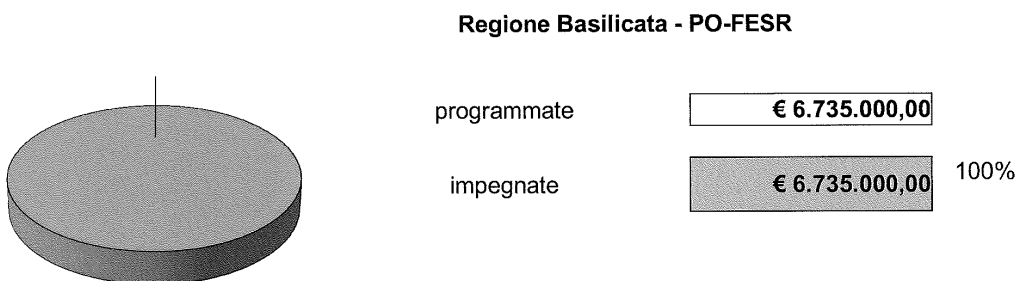 Regione Basilicata - PO-FESR
programmate € 6.735.000,00
impegnate € 6.735.000,00 100%